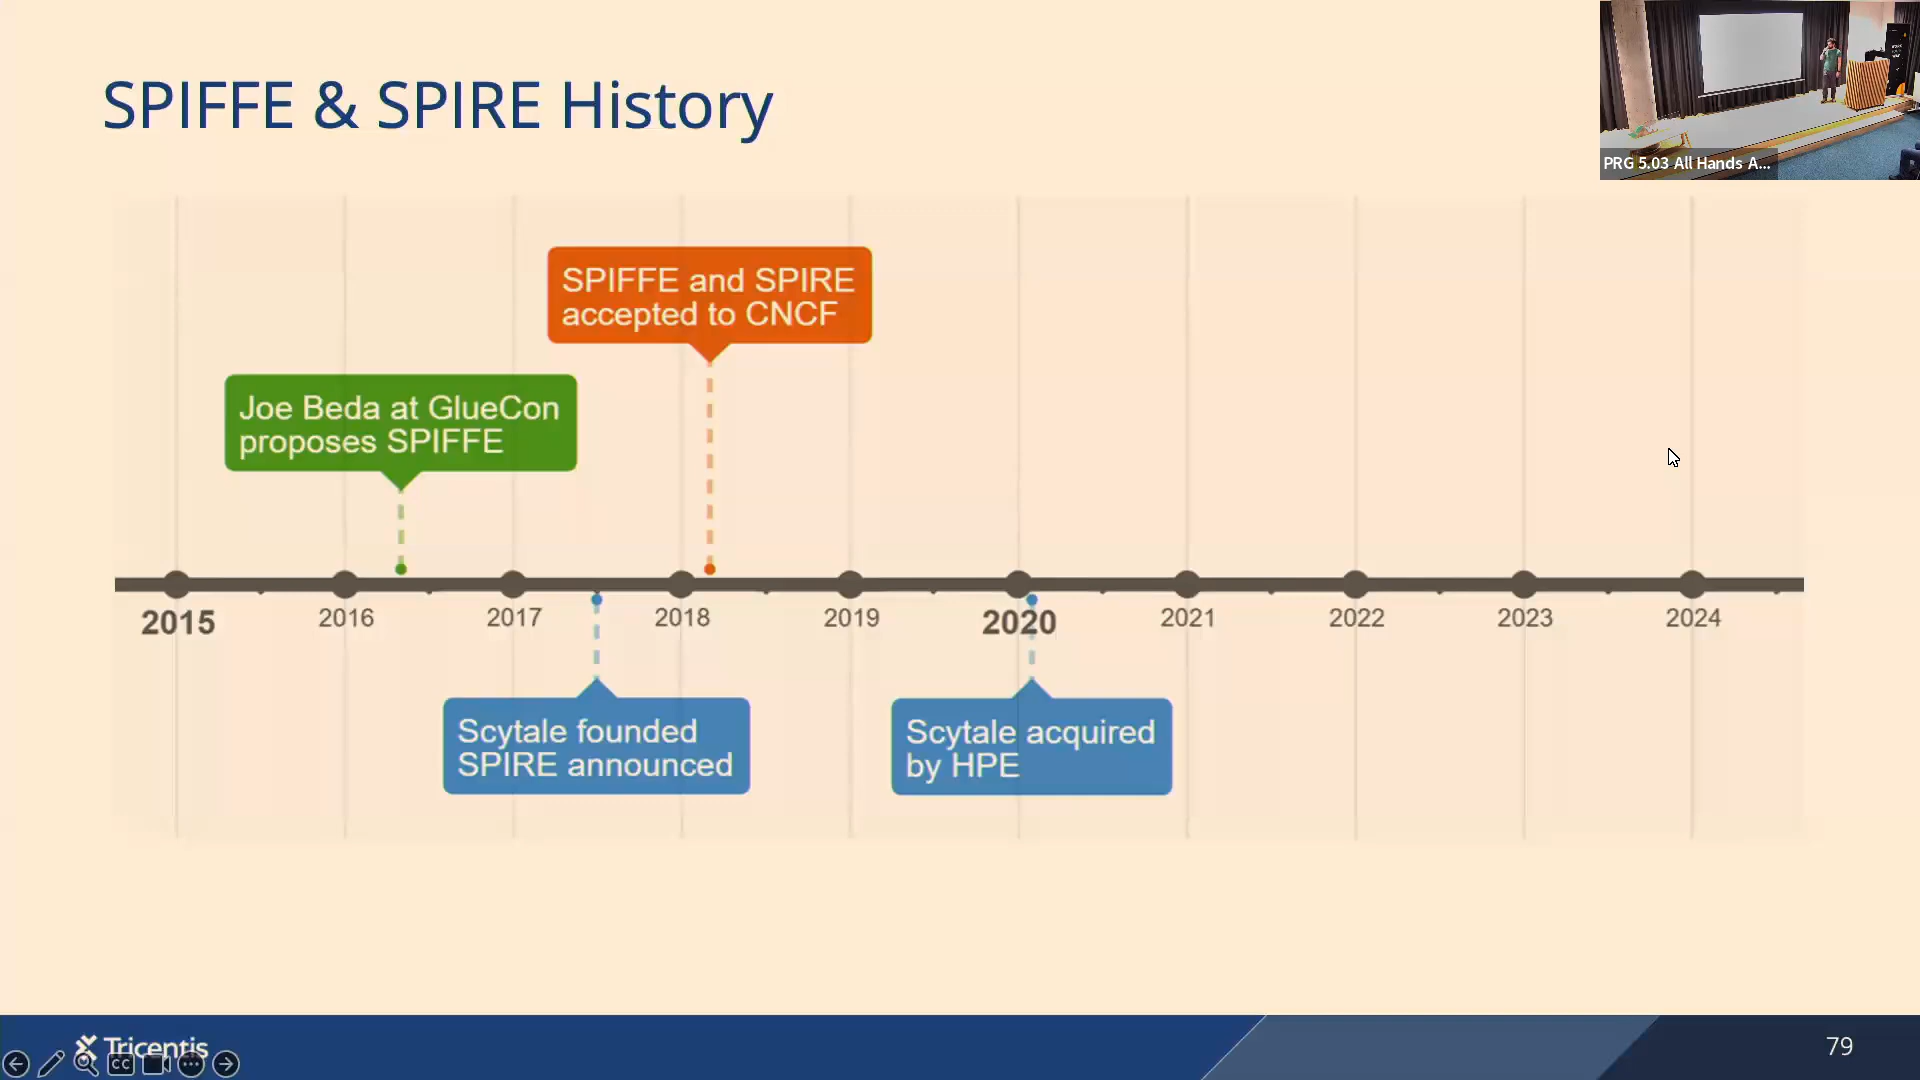 SPIFFE & SPIRE History
PRG 5.03 All Hands A...
SPIFFE and SPIRE
accepted to CNCF
Joe Beda at GlueCon
proposes SPIFFE
2015
2016
2017
2018
2019
2020
2021
2022
2023
2024
Scytale founded
SPIRE announced
Scytale acquired
by HPE
Tricentis
CC
79